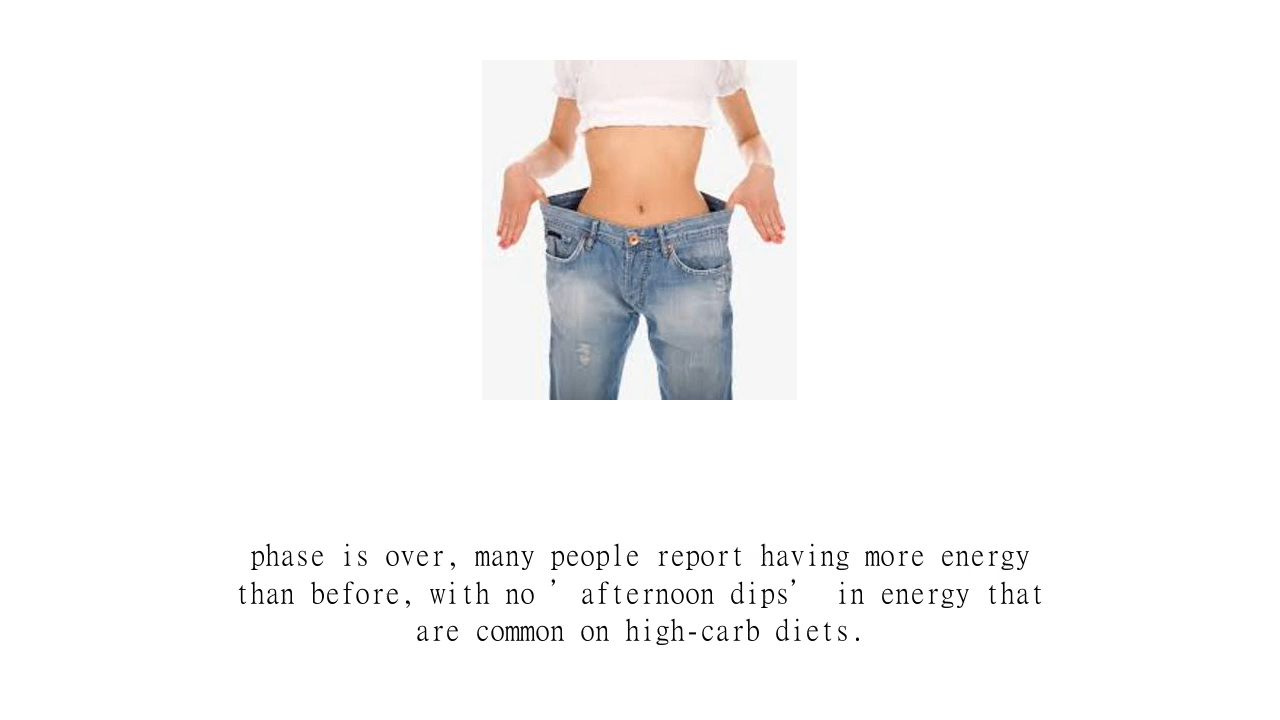 phase is over, many people report having more energy
than before, with no ’afternoon dips’ in energy that
are common on high-carb diets.